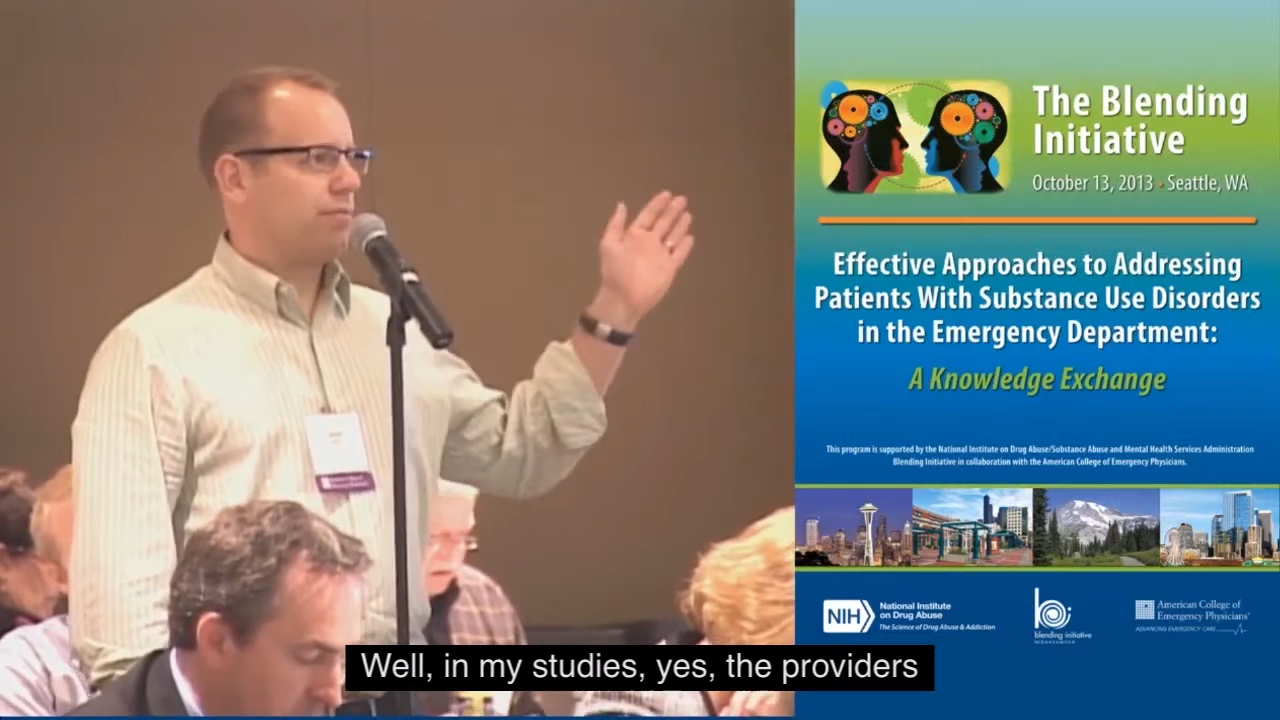 The Blending
Initiative
October 13, 2013 • Seattle, WA
Effective Approaches to Addressing
Patients With Substance Use Disorders
in the Emergency Department:
A Knowledge Exchange
This program is supported by the National Institute on Drug Abuse/Substance Abuse and Mental Health Services Administration
Blending Initiative in collaboration with the American College of Emergency Physicians.
NIH
National Institute
on Drug Abuse
The Science of Drug Abuse & Addiction
blending initiative
NIDA/SAMHSA
American College of
Emergency Physicians®
ADVANCING EMERGENCY CARE
Well, in my studies, yes, the providers